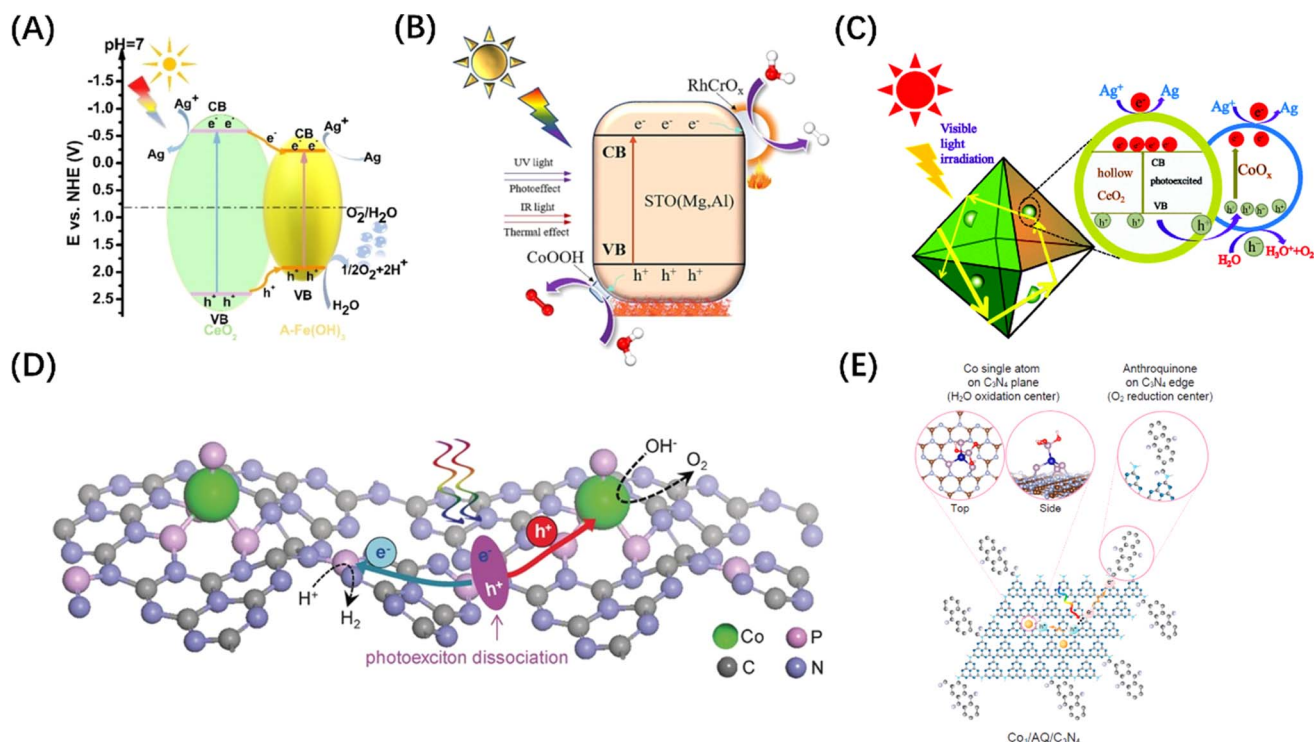 (A)
pH=7
-1.5
-1.0
-0.5
0.0
0.5
1.0
1.5
2.0
2.5
E vs. NHE (V)
Ag⁺
Ag
CB
e⁻ e⁻
e⁻
CB
e⁻ e⁻
Ag⁺
Ag
O₂/H₂O
1/2O₂+2H⁺
H₂O
h⁺ h⁺
VB
h⁺
h⁺ h⁺
VB
CeO₂
A-Fe(OH)₃
(B)
RhCrOₓ
e⁻ e⁻ e⁻
CB
UV light
Photoeffect
IR light
Thermal effect
STO(Mg,Al)
VB
CoOOH
h⁺ h⁺ h⁺
(C)
Visible
light
irradiation
Ag⁺ e⁻ Ag
Ag⁺ e⁻ Ag
e⁻ e⁻ e⁻ e⁻
e⁻ e⁻
hollow
CeO₂
CB
photoexcited
VB
CoOₓ
h⁺ h⁺ h⁺
h⁺ h⁺ h⁺ h⁺
h⁻
H₂O
H₃O⁺+O₂
(D)
OH⁻
O₂
h⁺
e⁻
e⁻
h⁺
H⁺
H₂
photoexciton dissociation
Co
P
C
N
(E)
Co single atom
on C₃N₄ plane
(H₂O oxidation center)
Anthroquinone
on C₃N₄ edge
(O₂ reduction center)
Top
Side
Co₁/AQ/C₃N₄